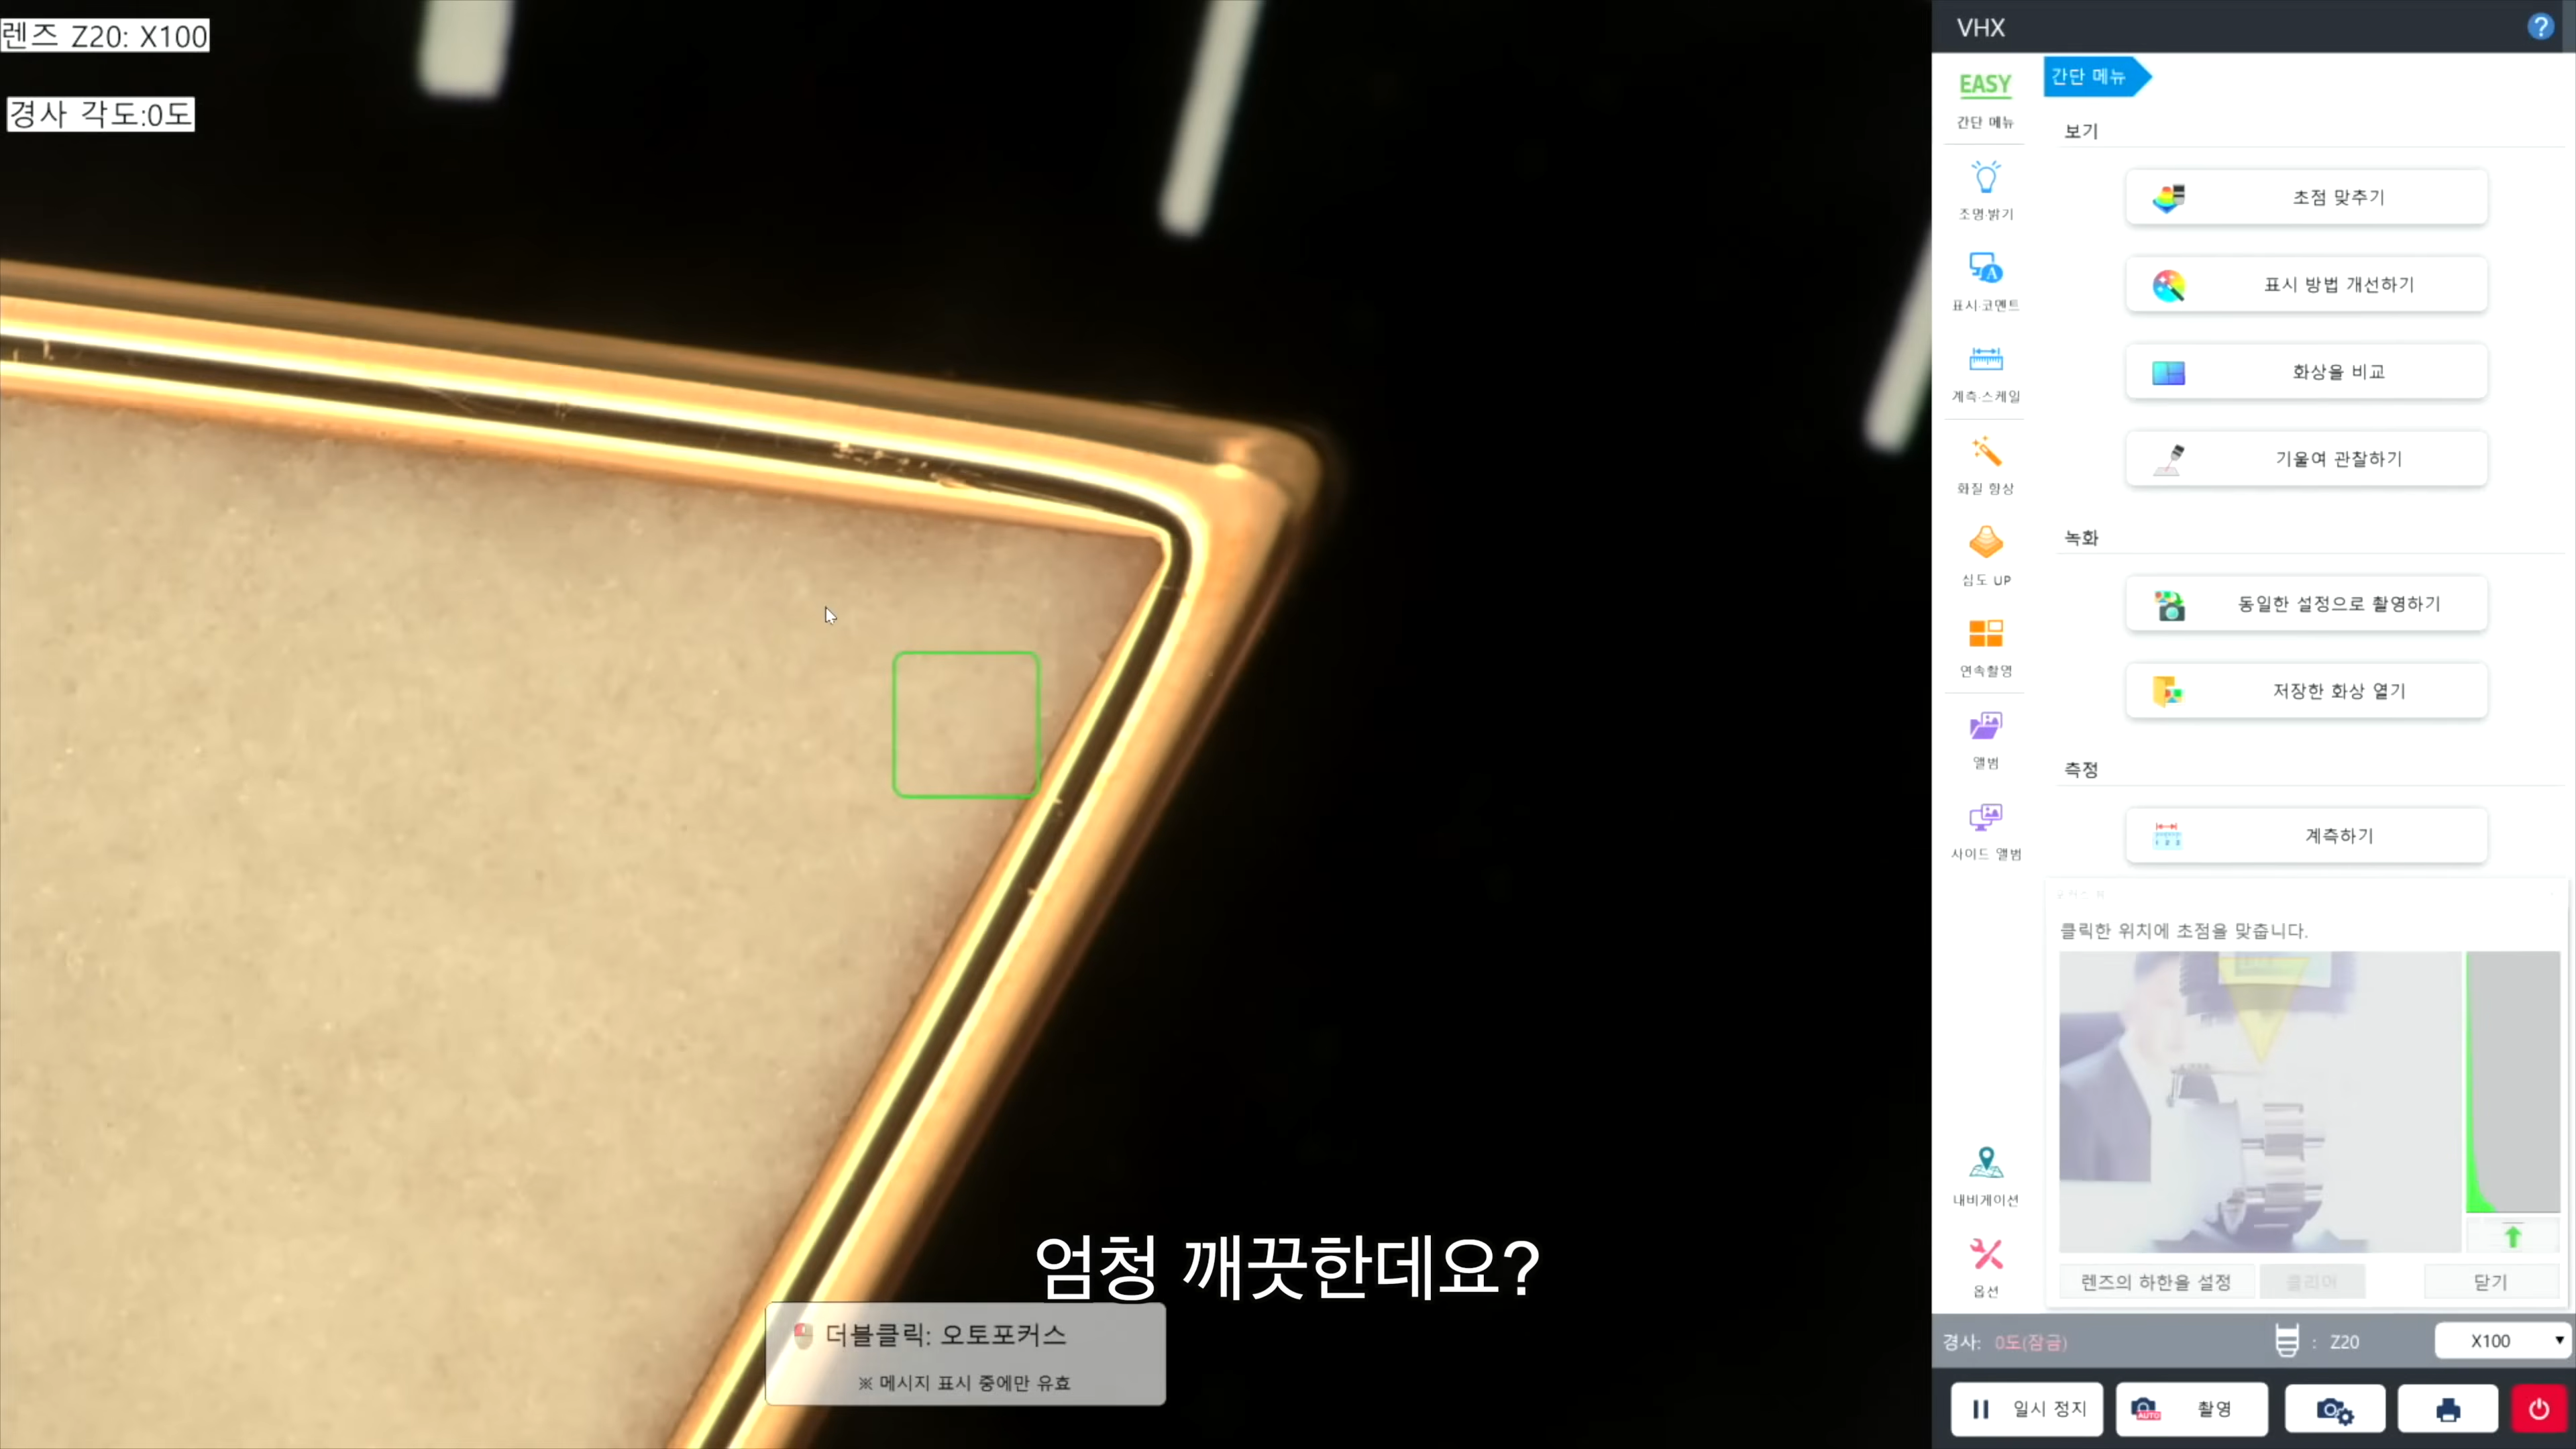 렌즈 Z20: X100
경사 각도:0도
엄청 깨끗한데요?
더블클릭: 오토포커스
※ 메시지 표시 중에만 유효
VHX
?
EASY
간단 메뉴
조명·밝기
표시·코멘트
계측·스케일
화질 향상
심도 UP
연속촬영
앨범
사이드 앨범
내비게이션
옵션
간단 메뉴
보기
초점 맞추기
표시 방법 개선하기
화상을 비교
기울여 관찰하기
녹화
동일한 설정으로 촬영하기
저장한 화상 열기
측정
계측하기
클릭한 위치에 초점을 맞춥니다.
렌즈의 하한을 설정
클리어
닫기
경사: 0도(잠금)
: Z20
X100
일시 정지
AUTO 촬영